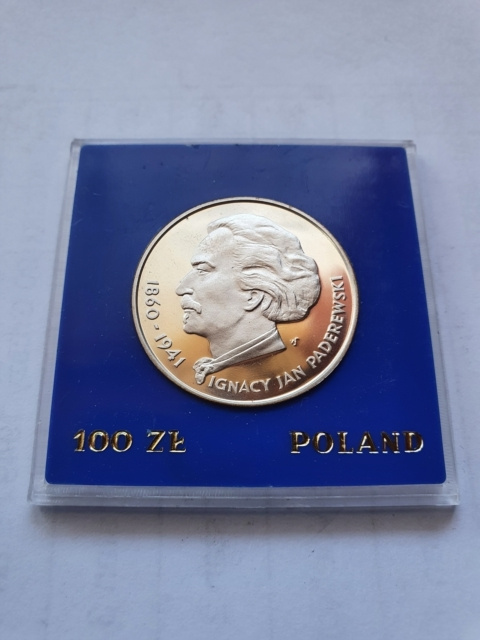 1860-1941
IGNACY JAN PADEREWSKI
100 ZŁ
POLAND